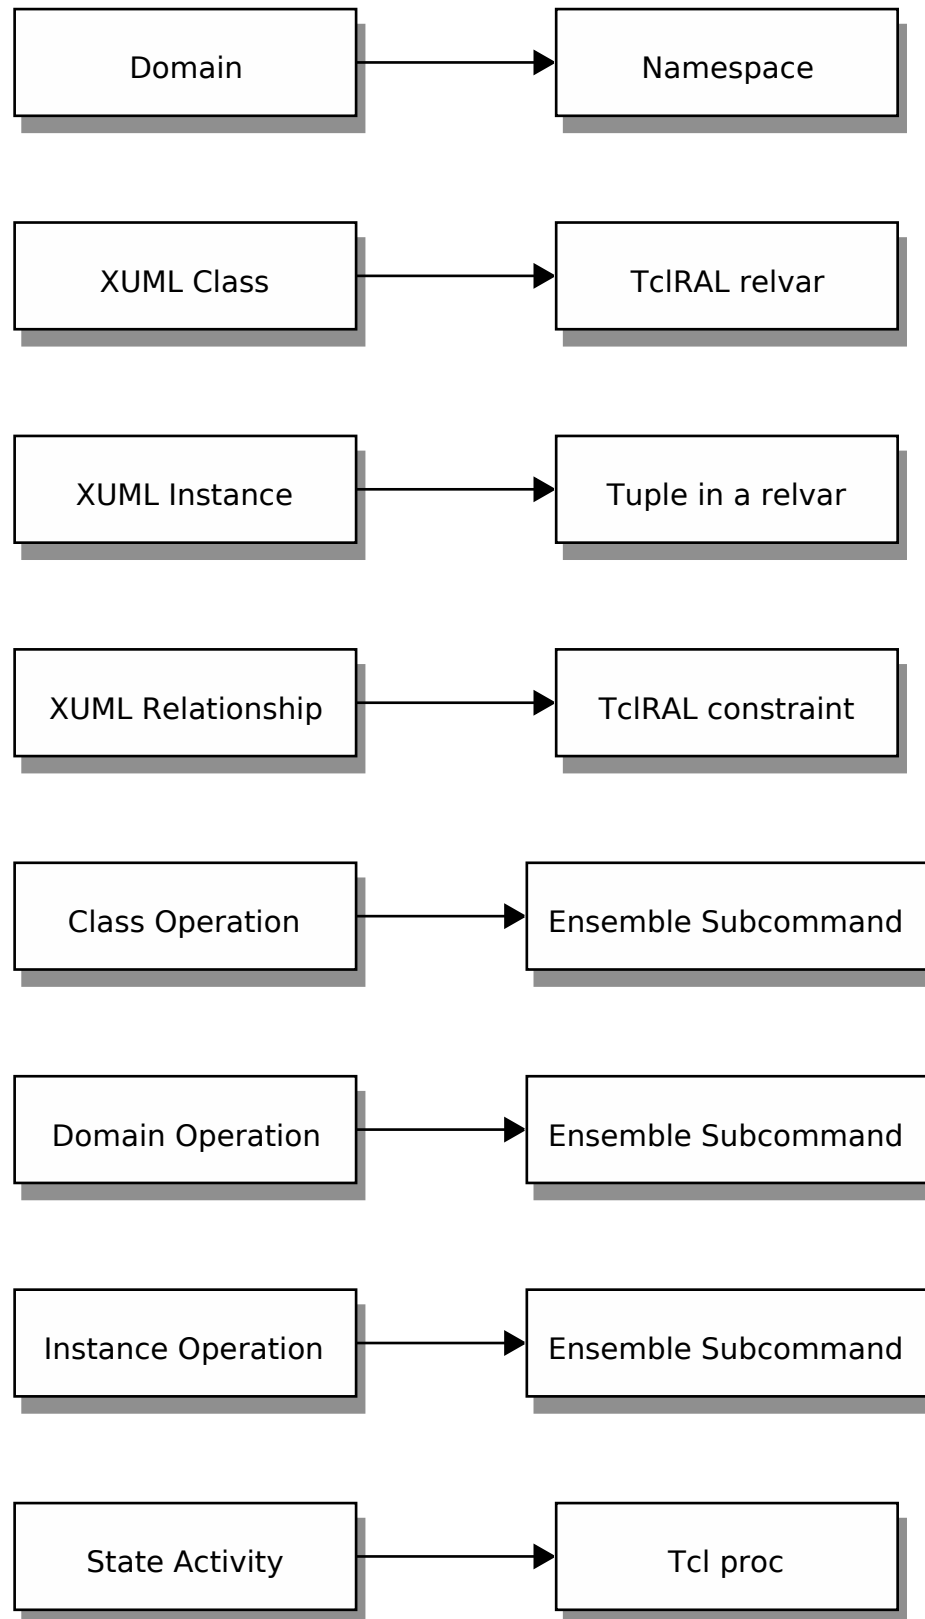 Domain
Namespace
XUML Class
TclRAL relvar
XUML Instance
Tuple in a relvar
XUML Relationship
TclRAL constraint
Class Operation
Ensemble Subcommand
Domain Operation
Ensemble Subcommand
Instance Operation
Ensemble Subcommand
State Activity
Tcl proc